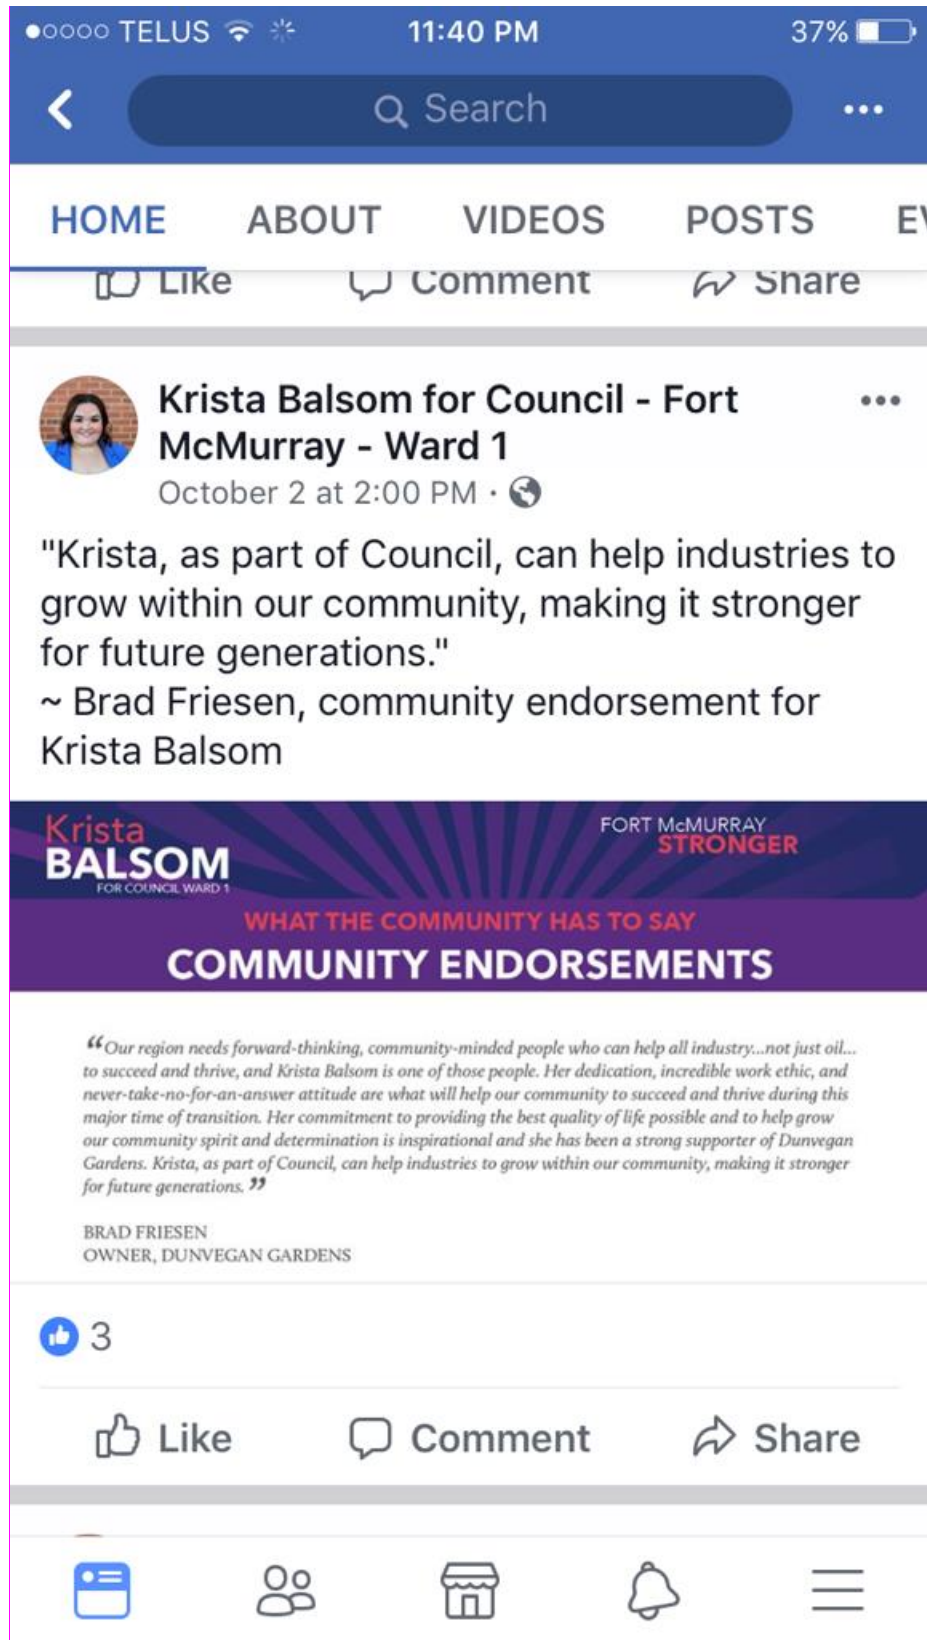 TELUS 11:40 PM 37%
Search
HOME ABOUT VIDEOS POSTS EV
Like Comment Share
Krista Balsom for Council - Fort
McMurray - Ward 1
October 2 at 2:00 PM ·
"Krista, as part of Council, can help industries to
grow within our community, making it stronger
for future generations."
~ Brad Friesen, community endorsement for
Krista Balsom
Krista
BALSOM
FOR COUNCIL WARD 1
FORT McMURRAY
STRONGER
WHAT THE COMMUNITY HAS TO SAY
COMMUNITY ENDORSEMENTS
“Our region needs forward-thinking, community-minded people who can help all industry...not just oil...
to succeed and thrive, and Krista Balsom is one of those people. Her dedication, incredible work ethic, and
never-take-no-for-an-answer attitude are what will help our community to succeed and thrive during this
major time of transition. Her commitment to providing the best quality of life possible and to help grow
our community spirit and determination is inspirational and she has been a strong supporter of Dunvegan
Gardens. Krista, as part of Council, can help industries to grow within our community, making it stronger
for future generations. ”
BRAD FRIESEN
OWNER, DUNVEGAN GARDENS
3
Like Comment Share